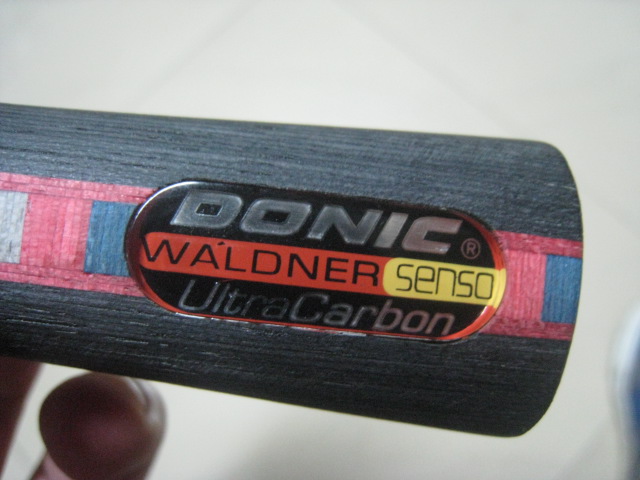 DONIC®
WALDNER senso
UltraCarbon